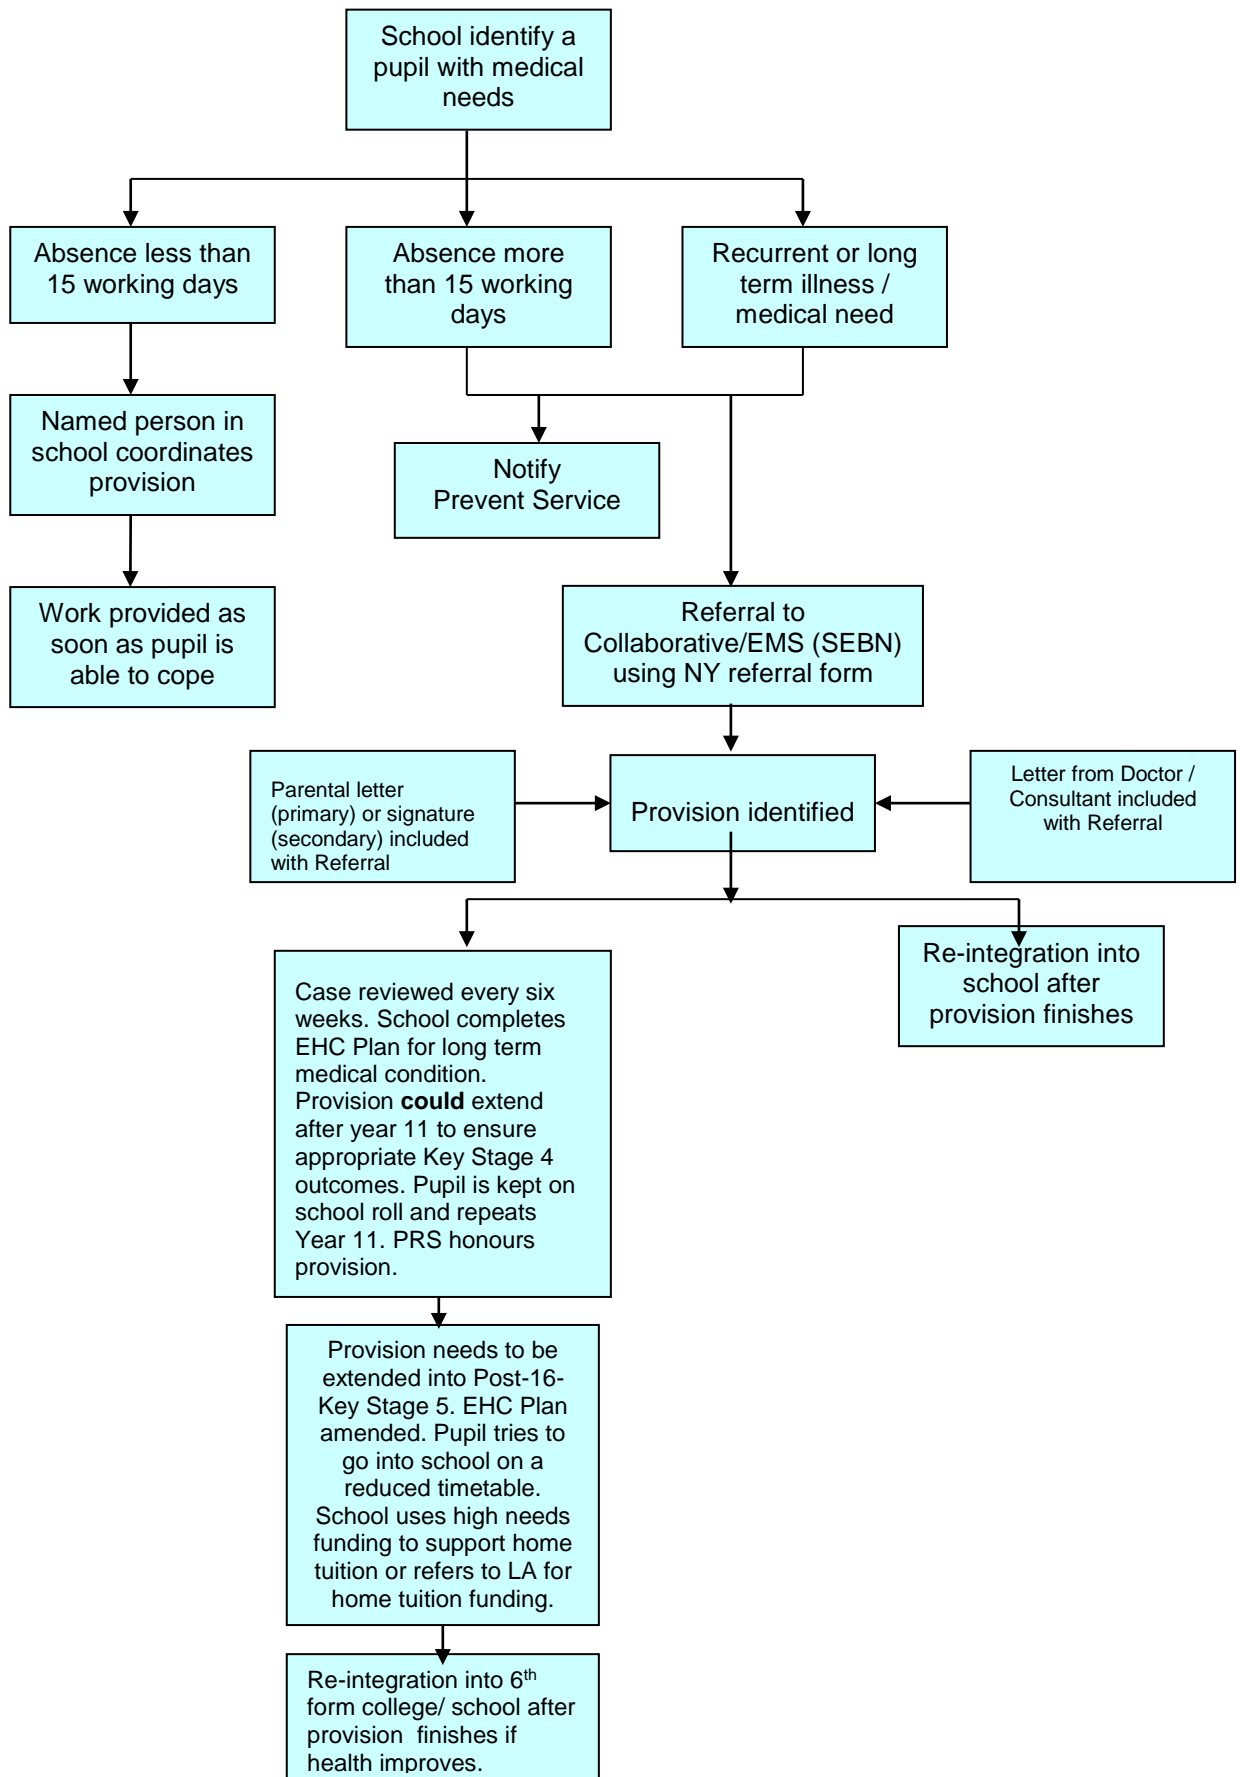 School identify a
pupil with medical
needs
Absence less than
15 working days
Absence more
than 15 working
days
Recurrent or long
term illness /
medical need
Named person in
school coordinates
provision
Notify
Prevent Service
Work provided as
soon as pupil is
able to cope
Referral to
Collaborative/EMS (SEBN)
using NY referral form
Parental letter
(primary) or signature
(secondary) included
with Referral
Provision identified
Letter from Doctor /
Consultant included
with Referral
Case reviewed every six
weeks. School completes
EHC Plan for long term
medical condition.
Provision could extend
after year 11 to ensure
appropriate Key Stage 4
outcomes. Pupil is kept on
school roll and repeats
Year 11. PRS honours
provision.
Re-integration into
school after
provision finishes
Provision needs to be
extended into Post-16-
Key Stage 5. EHC Plan
amended. Pupil tries to
go into school on a
reduced timetable.
School uses high needs
funding to support home
tuition or refers to LA for
home tuition funding.
Re-integration into 6th
form college/ school after
provision  finishes if
health improves.